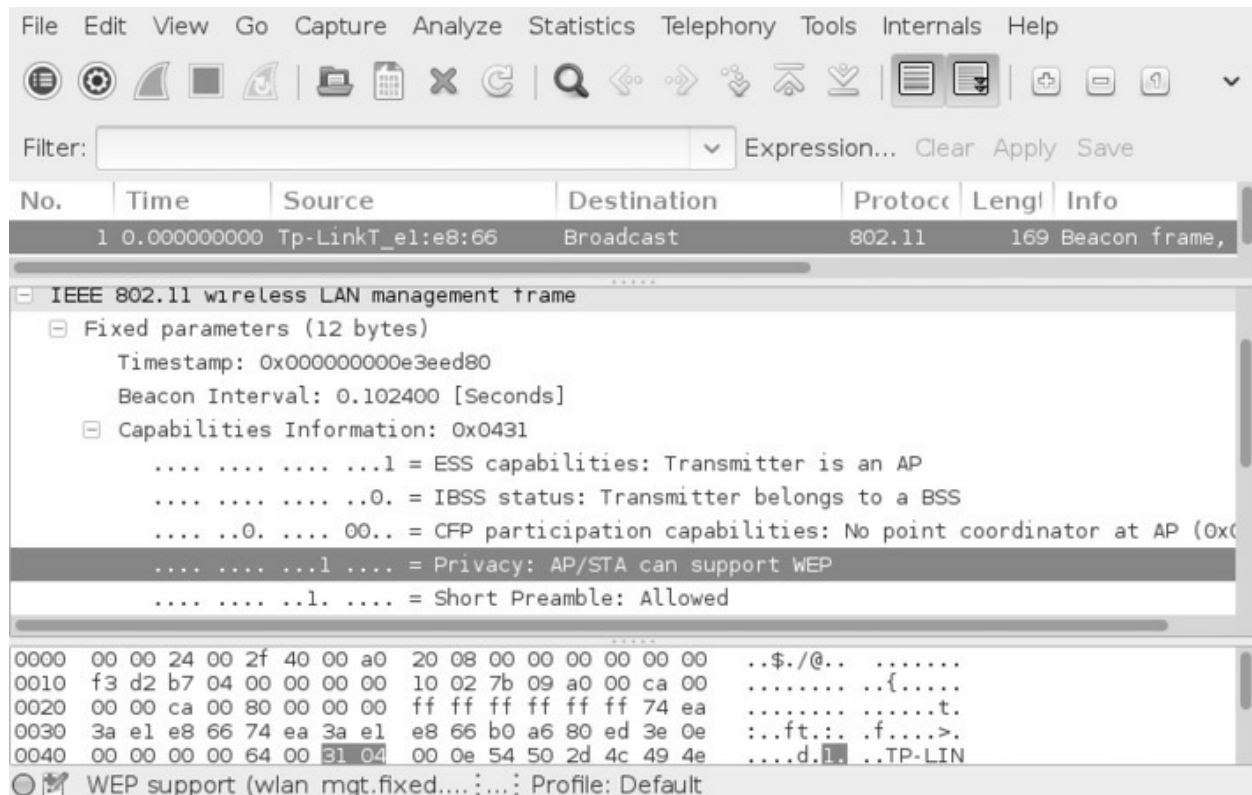 File Edit View Go Capture Analyze Statistics Telephony Tools Internals Help
Filter: Expression... Clear Apply Save
No. Time Source Destination Protoco Lengt Info
1 0.000000000 Tp-LinkT_e1:e8:66 Broadcast 802.11 169 Beacon frame,
IEEE 802.11 wireless LAN management frame
Fixed parameters (12 bytes)
Timestamp: 0x000000000e3eed80
Beacon Interval: 0.102400 [Seconds]
Capabilities Information: 0x0431
.... .... .... ...1 = ESS capabilities: Transmitter is an AP
.... .... .... ..0. = IBSS status: Transmitter belongs to a BSS
.... ..0. .... 00.. = CFP participation capabilities: No point coordinator at AP (0x0
.... .... ...1 .... = Privacy: AP/STA can support WEP
.... .... ..1. .... = Short Preamble: Allowed
0000 00 00 24 00 2f 40 00 a0 20 08 00 00 00 00 00 00 ..$./@.. .......
0010 f3 d2 b7 04 00 00 00 00 10 02 7b 09 a0 00 ca 00 ........ ..{.....
0020 00 00 ca 00 80 00 00 00 ff ff ff ff ff ff 74 ea ........ ......t.
0030 3a e1 e8 66 74 ea 3a e1 e8 66 b0 a6 80 ed 3e 0e :..ft.:. .f....>.
0040 00 00 00 00 64 00 31 04 00 0e 54 50 2d 4c 49 4e ....d.1. ..TP-LIN
WEP support (wlan_mgt.fixed.... ... Profile: Default